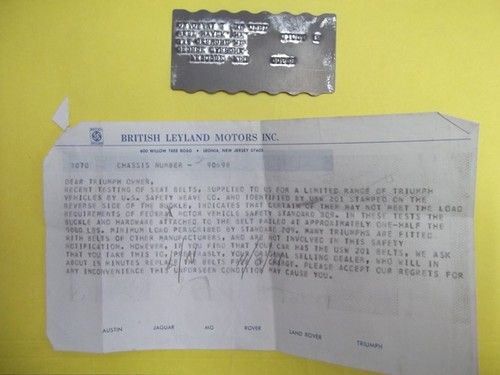 BRITISH LEYLAND MOTORS INC.
600 WILLOW TREE ROAD • LEONIA, NEW JERSEY 07605
3070 CHASSIS NUMBER - 90698
DEAR TRIUMPH OWNER,
RECENT TESTING OF SEAT BELTS, SUPPLIED TO US FOR A LIMITED RANGE OF TRIUMPH
VEHICLES BY U.S. SAFETY WEAVE CO. AND IDENTIFIED BY USW 201 STAMPED ON THE
REVERSE SIDE OF THE BUCKLE, INDICATES THAT CERTAIN OF THEM MAY NOT MEET THE LOAD
REQUIREMENTS OF FEDERAL MOTOR VEHICLE SAFETY STANDARD 209. IN THESE TESTS THE
BUCKLE AND HARDWARE ATTACHED TO THE BELT FAILED AT APPROXIMATELY ONE-HALF THE
LBS. MINIMUM LOAD PRESCRIBED BY STANDARD 209. MANY TRIUMPHS ARE FITTED
WITH BELTS OF OTHER MANUFACTURERS, AND ARE NOT INVOLVED IN THIS SAFETY
NOTIFICATION. HOWEVER, IF YOU FIND THAT YOUR CAR HAS THE USW 201 BELTS, WE ASK
THAT YOU TAKE THIS TO, PREFERABLY, YOUR ORIGINAL SELLING DEALER, WHO WILL IN
ABOUT 15 MINUTES REPLACE THE BELTS FREE OF CHARGE. PLEASE ACCEPT OUR REGRETS FOR
ANY INCONVENIENCE THIS UNFORSEEN CONDITION MAY CAUSE YOU.
AUSTIN JAGUAR MG ROVER LAND ROVER TRIUMPH